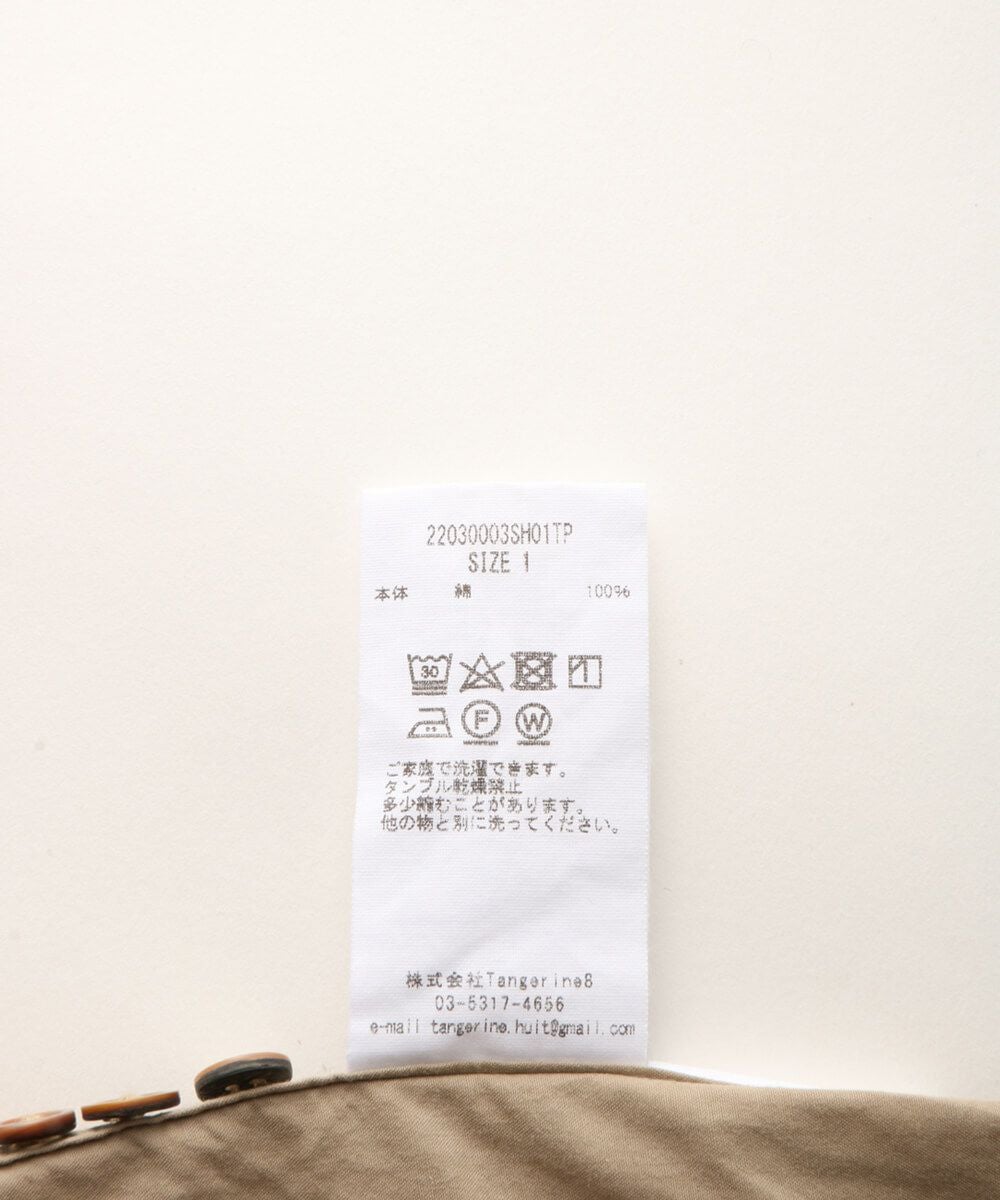 22030003SH01TP
SIZE 1
本体 綿 100%
30
F W
ご家庭で洗濯できます。
タンブル乾燥禁止
多少縮むことがあります。
他の物と別に洗ってください。
株式会社Tangerine8
03-5317-4656
e-mail tangerine.huit@gmail.com